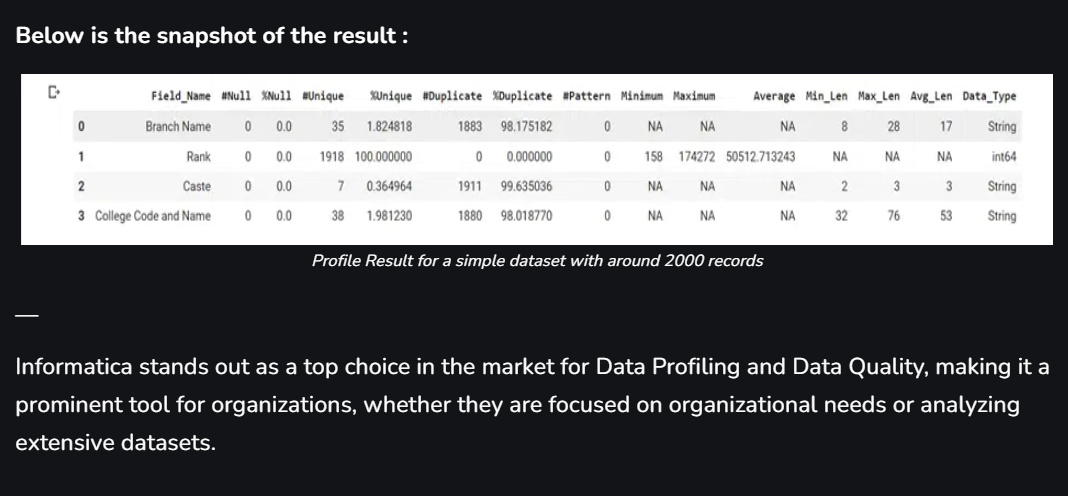 Below is the snapshot of the result :
Field_Name #Null %Null #Unique %Unique #Duplicate %Duplicate #Pattern Minimum Maximum Average Min_Len Max_Len Avg_Len Data_Type
0 Branch Name 0 0.0 35 1.824818 1883 98.175182 0 NA NA NA 8 28 17 String
1 Rank 0 0.0 1918 100.000000 0 0.000000 0 158 174272 50512.713243 NA NA NA int64
2 Caste 0 0.0 7 0.364964 1911 99.635036 0 NA NA NA 2 3 3 String
3 College Code and Name 0 0.0 38 1.981230 1880 98.018770 0 NA NA NA 32 76 53 String
Profile Result for a simple dataset with around 2000 records
—
Informatica stands out as a top choice in the market for Data Profiling and Data Quality, making it a
prominent tool for organizations, whether they are focused on organizational needs or analyzing
extensive datasets.